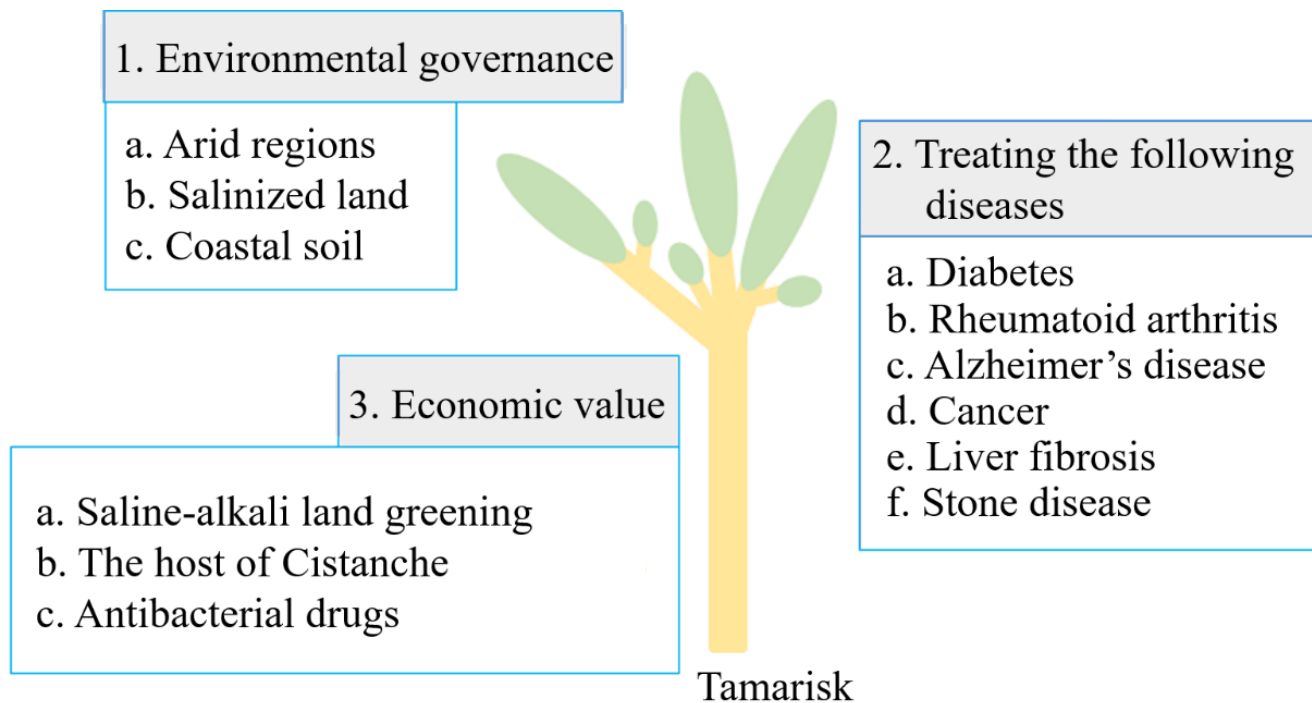 1. Environmental governance
a. Arid regions
b. Salinized land
c. Coastal soil
2. Treating the following
diseases
a. Diabetes
b. Rheumatoid arthritis
c. Alzheimer’s disease
d. Cancer
e. Liver fibrosis
f. Stone disease
3. Economic value
a. Saline-alkali land greening
b. The host of Cistanche
c. Antibacterial drugs
Tamarisk